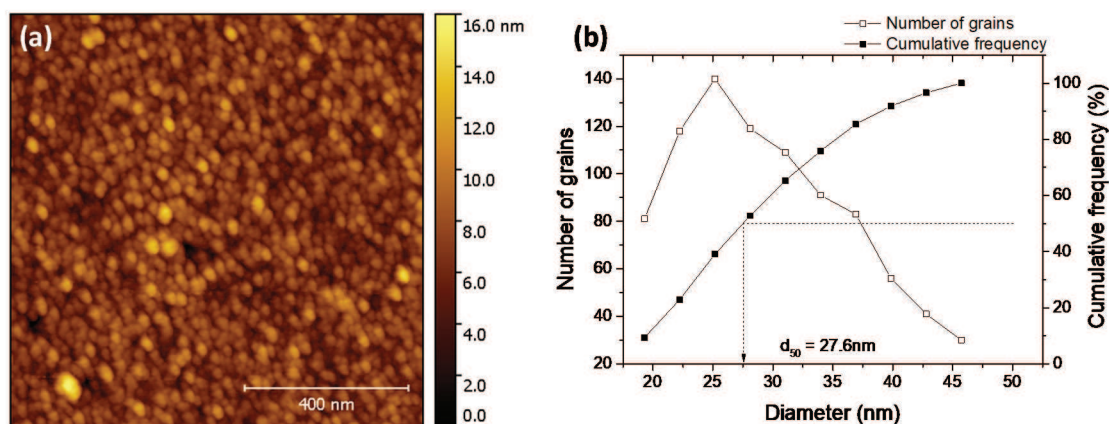 (a)
16.0 nm
14.0
12.0
10.0
8.0
6.0
4.0
2.0
0.0
400 nm
(b)
Number of grains
Cumulative frequency
Number of grains
140
120
100
80
60
40
20
100
80
60
40
20
0
Cumulative frequency (%)
d50 = 27.6nm
20 25 30 35 40 45 50
Diameter (nm)